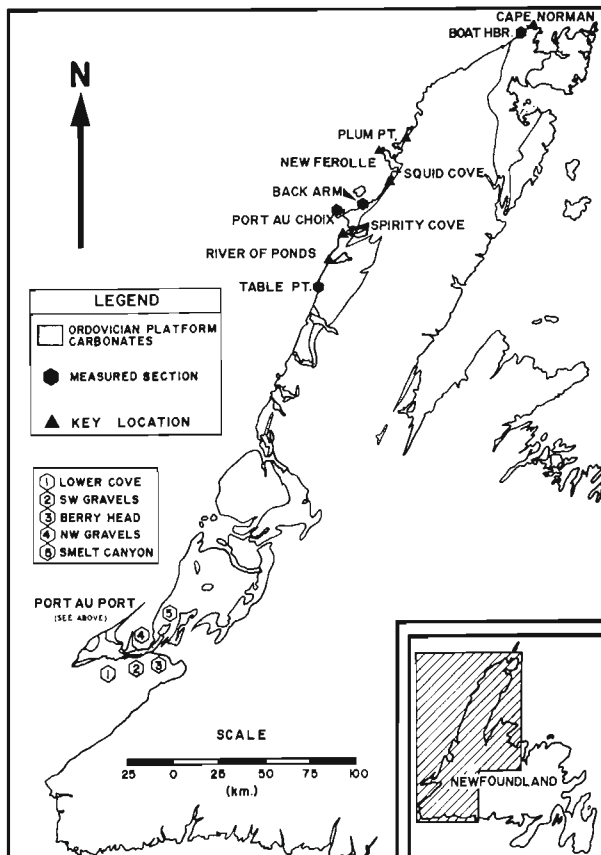 CAPE NORMAN
BOAT HBR.
N
PLUM PT.
NEW FEROLLE
SQUID COVE
BACK ARM
PORT AU CHOIX
SPIRITY COVE
RIVER OF PONDS
TABLE PT.
LEGEND
ORDOVICIAN PLATFORM
CARBONATES
MEASURED SECTION
KEY LOCATION
1 LOWER COVE
2 SW GRAVELS
3 BERRY HEAD
4 NW GRAVELS
5 SMELT CANYON
PORT AU PORT
(SEE ABOVE)
5
4
1
2
3
SCALE
25 0 25 50 75 100
(km.)
NEWFOUNDLAND